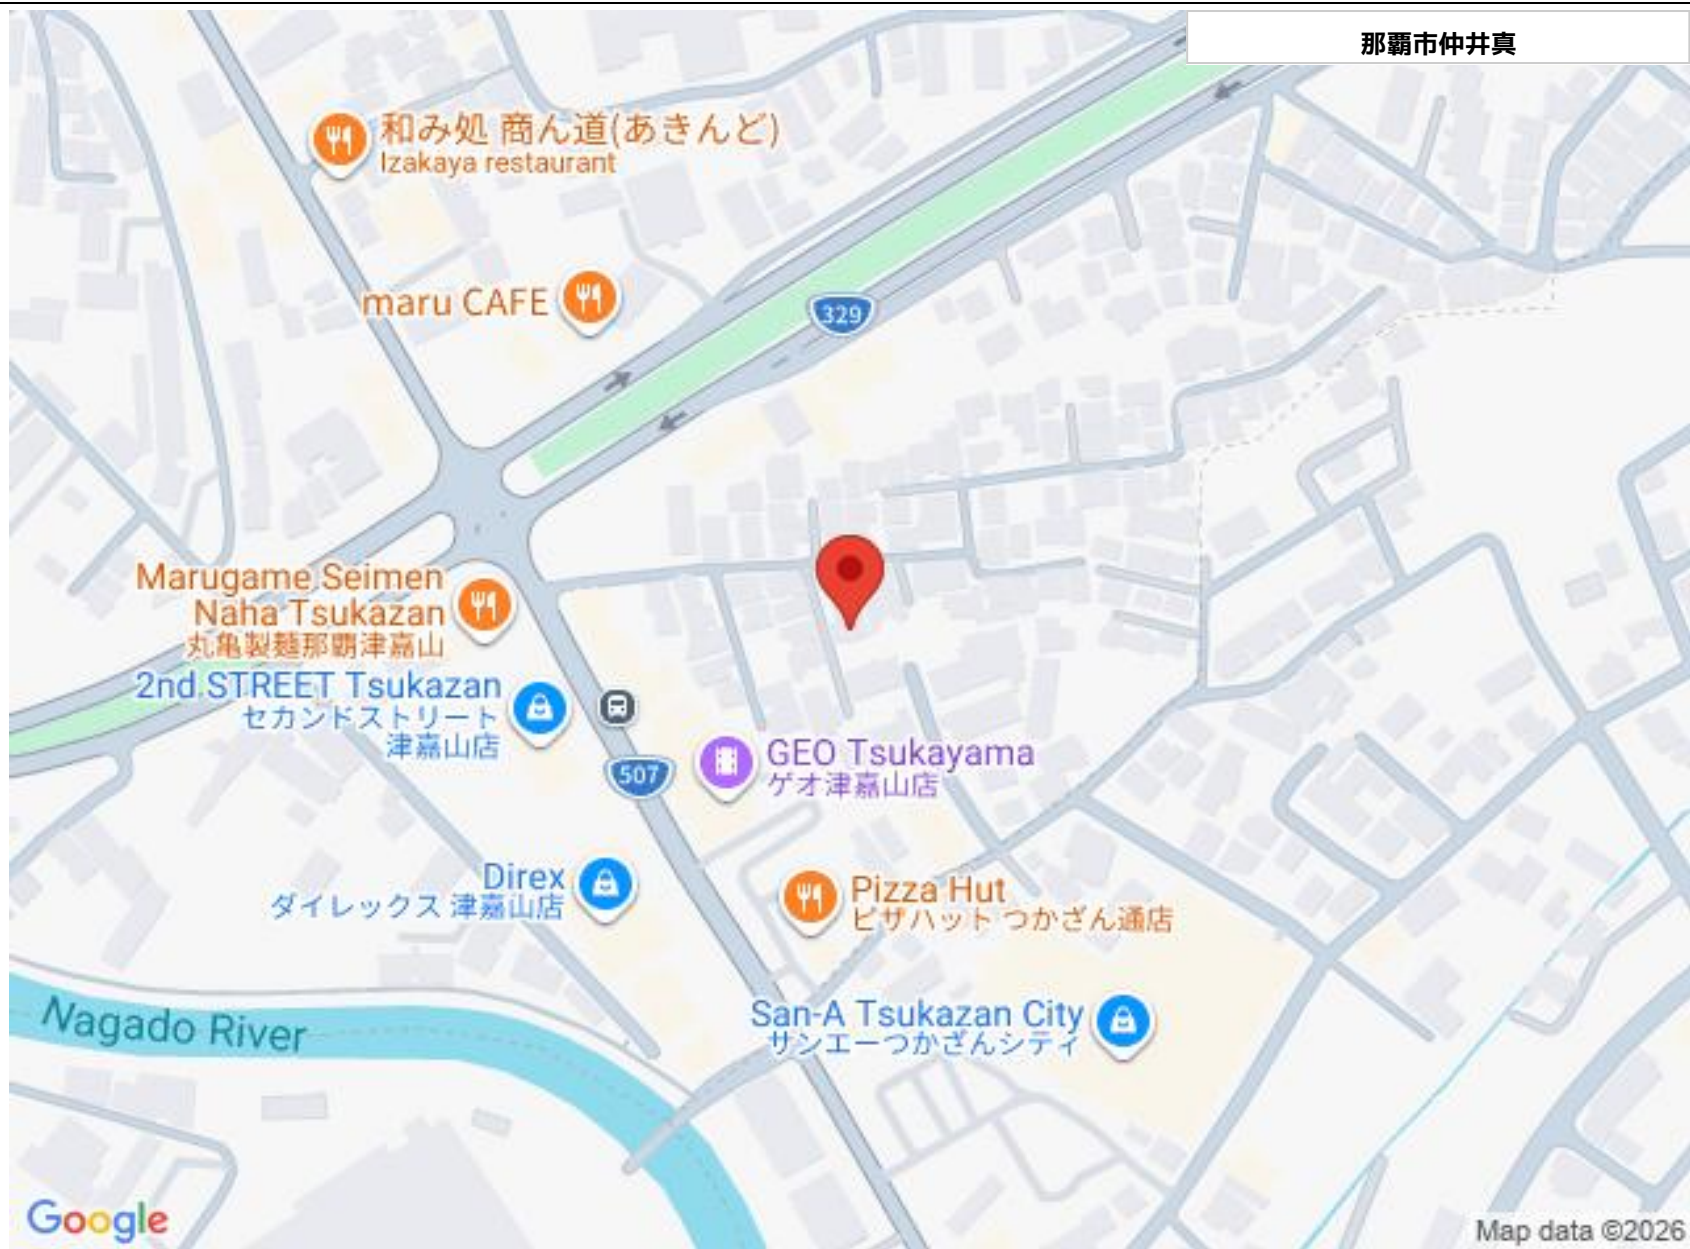 那覇市仲井真
和み処 商ん道(あきんど)
Izakaya restaurant
maru CAFE
329
Marugame Seimen
Naha Tsukazan
丸亀製麺那覇津嘉山
2nd STREET Tsukazan
セカンドストリート
津嘉山店
507
GEO Tsukayama
ゲオ津嘉山店
Direx
ダイレックス 津嘉山店
Pizza Hut
ピザハット つかざん通店
San-A Tsukazan City
サンエーつかざんシティ
Nagado River
Google
Map data ©2026